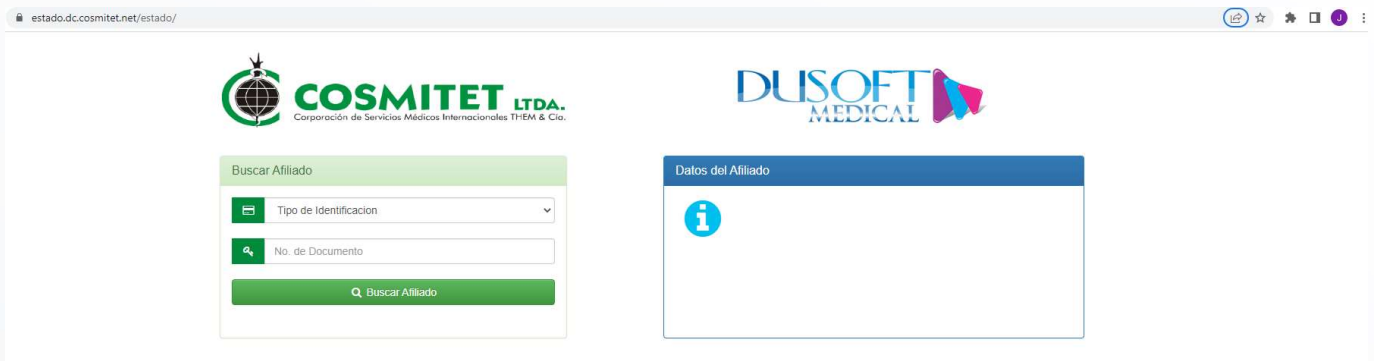 estado.dc.cosmitet.net/estado/
J
COSMITET LTDA.
Corporación de Servicios Médicos Internacionales THEM & Cia.
DUSOFT
MEDICAL
Buscar Afiliado
Tipo de Identificacion
No. de Documento
Buscar Afiliado
Datos del Afiliado